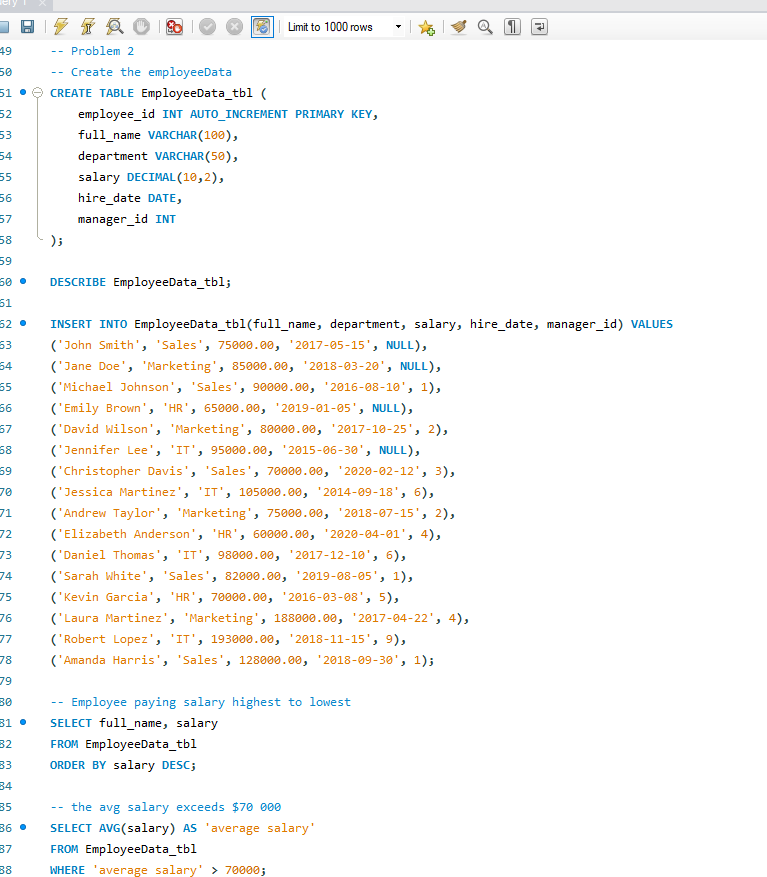 Limit to 1000 rows
49 -- Problem 2
50 -- Create the employeeData
51 CREATE TABLE EmployeeData_tbl (
52 employee_id INT AUTO_INCREMENT PRIMARY KEY,
53 full_name VARCHAR(100),
54 department VARCHAR(50),
55 salary DECIMAL(10,2),
56 hire_date DATE,
57 manager_id INT
58 );
59
60 DESCRIBE EmployeeData_tbl;
61
62 INSERT INTO EmployeeData_tbl(full_name, department, salary, hire_date, manager_id) VALUES
63 ('John Smith', 'Sales', 75000.00, '2017-05-15', NULL),
64 ('Jane Doe', 'Marketing', 85000.00, '2018-03-20', NULL),
65 ('Michael Johnson', 'Sales', 90000.00, '2016-08-10', 1),
66 ('Emily Brown', 'HR', 65000.00, '2019-01-05', NULL),
67 ('David Wilson', 'Marketing', 80000.00, '2017-10-25', 2),
68 ('Jennifer Lee', 'IT', 95000.00, '2015-06-30', NULL),
69 ('Christopher Davis', 'Sales', 70000.00, '2020-02-12', 3),
70 ('Jessica Martinez', 'IT', 105000.00, '2014-09-18', 6),
71 ('Andrew Taylor', 'Marketing', 75000.00, '2018-07-15', 2),
72 ('Elizabeth Anderson', 'HR', 60000.00, '2020-04-01', 4),
73 ('Daniel Thomas', 'IT', 98000.00, '2017-12-10', 6),
74 ('Sarah White', 'Sales', 82000.00, '2019-08-05', 1),
75 ('Kevin Garcia', 'HR', 70000.00, '2016-03-08', 5),
76 ('Laura Martinez', 'Marketing', 188000.00, '2017-04-22', 4),
77 ('Robert Lopez', 'IT', 193000.00, '2018-11-15', 9),
78 ('Amanda Harris', 'Sales', 128000.00, '2018-09-30', 1);
79
80 -- Employee paying salary highest to lowest
81 SELECT full_name, salary
82 FROM EmployeeData_tbl
83 ORDER BY salary DESC;
84
85 -- the avg salary exceeds $70 000
86 SELECT AVG(salary) AS 'average salary'
87 FROM EmployeeData_tbl
88 WHERE 'average salary' > 70000;